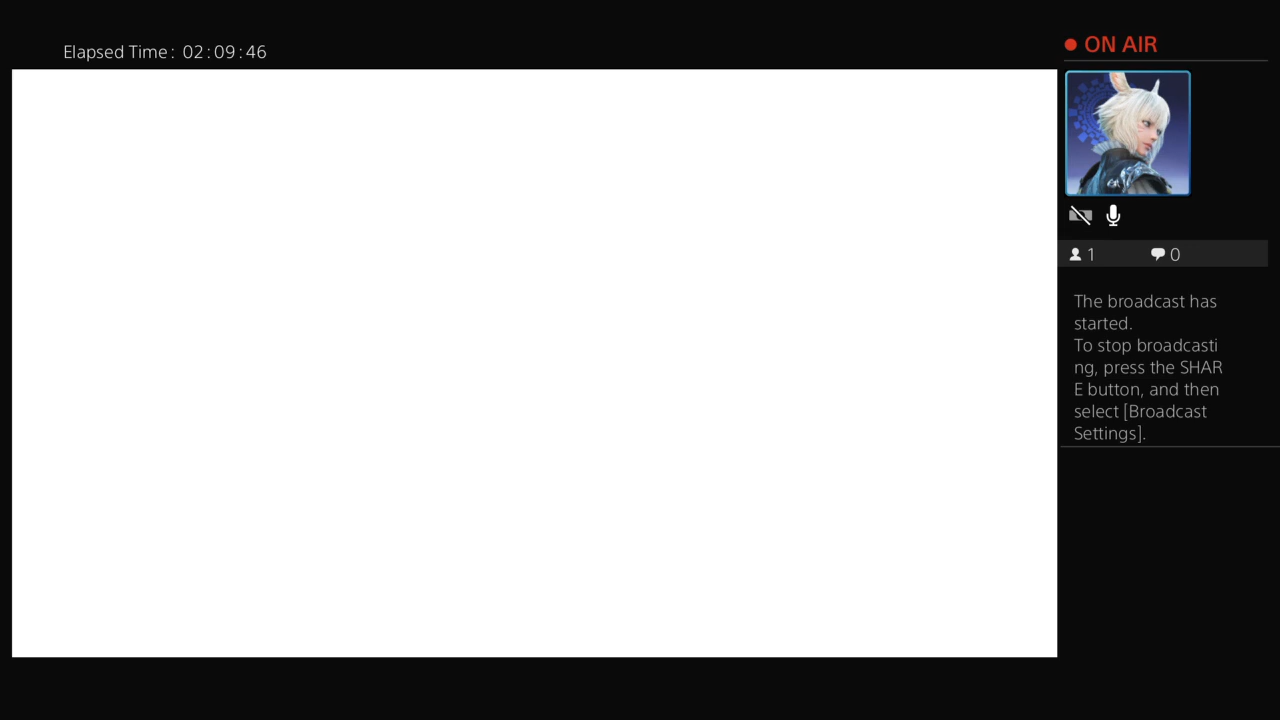 Elapsed Time: 02:09:46
ON AIR
1 0
The broadcast has
started.
To stop broadcasti
ng, press the SHAR
E button, and then
select [Broadcast
Settings].